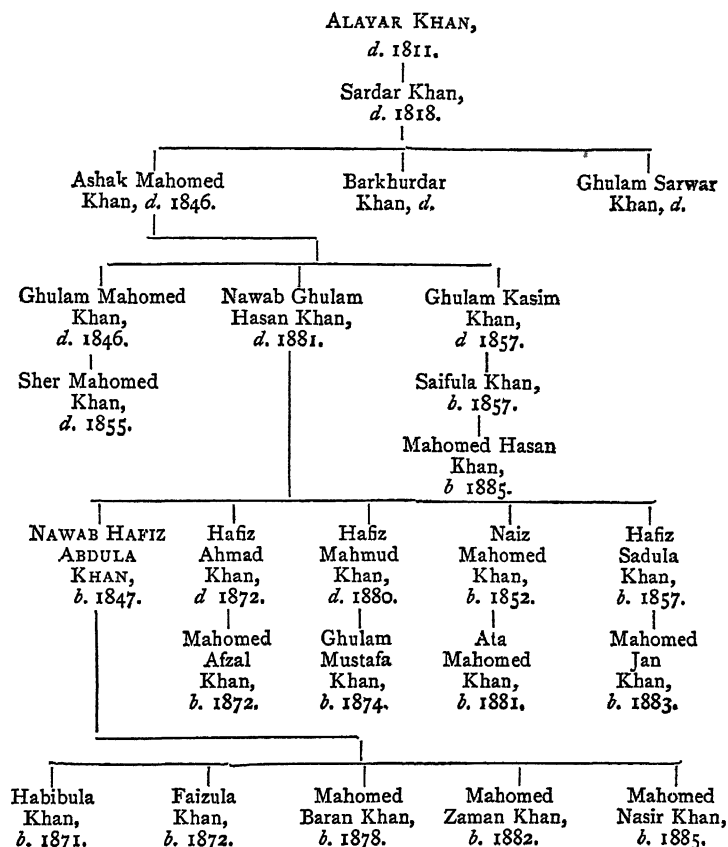 ALAYAR KHAN,
d. 1811.
Sardar Khan,
d. 1818.
Ashak Mahomed
Khan, d. 1846.
Barkhurdar
Khan, d.
Ghulam Sarwar
Khan, d.
Ghulam Mahomed
Khan,
d. 1846.
Nawab Ghulam
Hasan Khan,
d. 1881.
Ghulam Kasim
Khan,
d 1857.
Sher Mahomed
Khan,
d. 1855.
Saifula Khan,
b. 1857.
Mahomed Hasan
Khan,
b 1885.
NAWAB HAFIZ
ABDULA
KHAN,
b. 1847.
Hafiz
Ahmad
Khan,
d 1872.
Hafiz
Mahmud
Khan,
d. 1880.
Naiz
Mahomed
Khan,
b. 1852.
Hafiz
Sadula
Khan,
b. 1857.
Mahomed
Afzal
Khan,
b. 1872.
Ghulam
Mustafa
Khan,
b. 1874.
Ata
Mahomed
Khan,
b. 1881.
Mahomed
Jan
Khan,
b. 1883.
Habibula
Khan,
b. 1871.
Faizula
Khan,
b. 1872.
Mahomed
Baran Khan,
b. 1878.
Mahomed
Zaman Khan,
b. 1882.
Mahomed
Nasir Khan,
b. 1885.